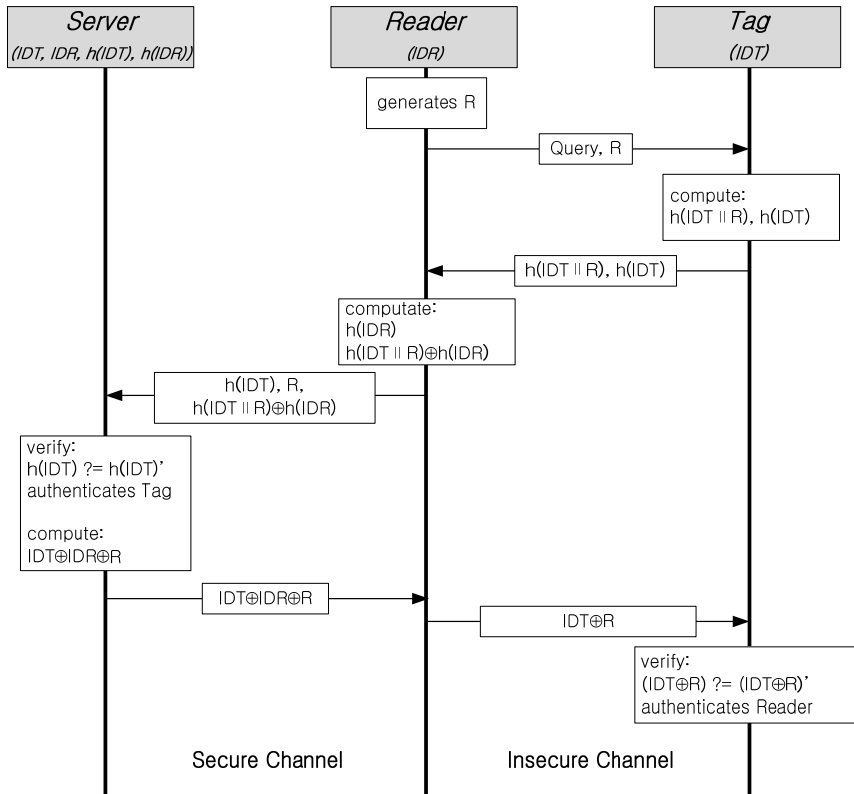 Server
(IDT, IDR, h(IDT), h(IDR))
Reader
(IDR)
Tag
(IDT)
generates R
Query, R
compute:
h(IDT || R), h(IDT)
h(IDT || R), h(IDT)
computate:
h(IDR)
h(IDT || R)⊕h(IDR)
h(IDT), R,
h(IDT || R)⊕h(IDR)
verify:
h(IDT) ?= h(IDT)’
authenticates Tag
compute:
IDT⊕IDR⊕R
IDT⊕IDR⊕R
IDT⊕R
verify:
(IDT⊕R) ?= (IDT⊕R)’
authenticates Reader
Secure Channel
Insecure Channel